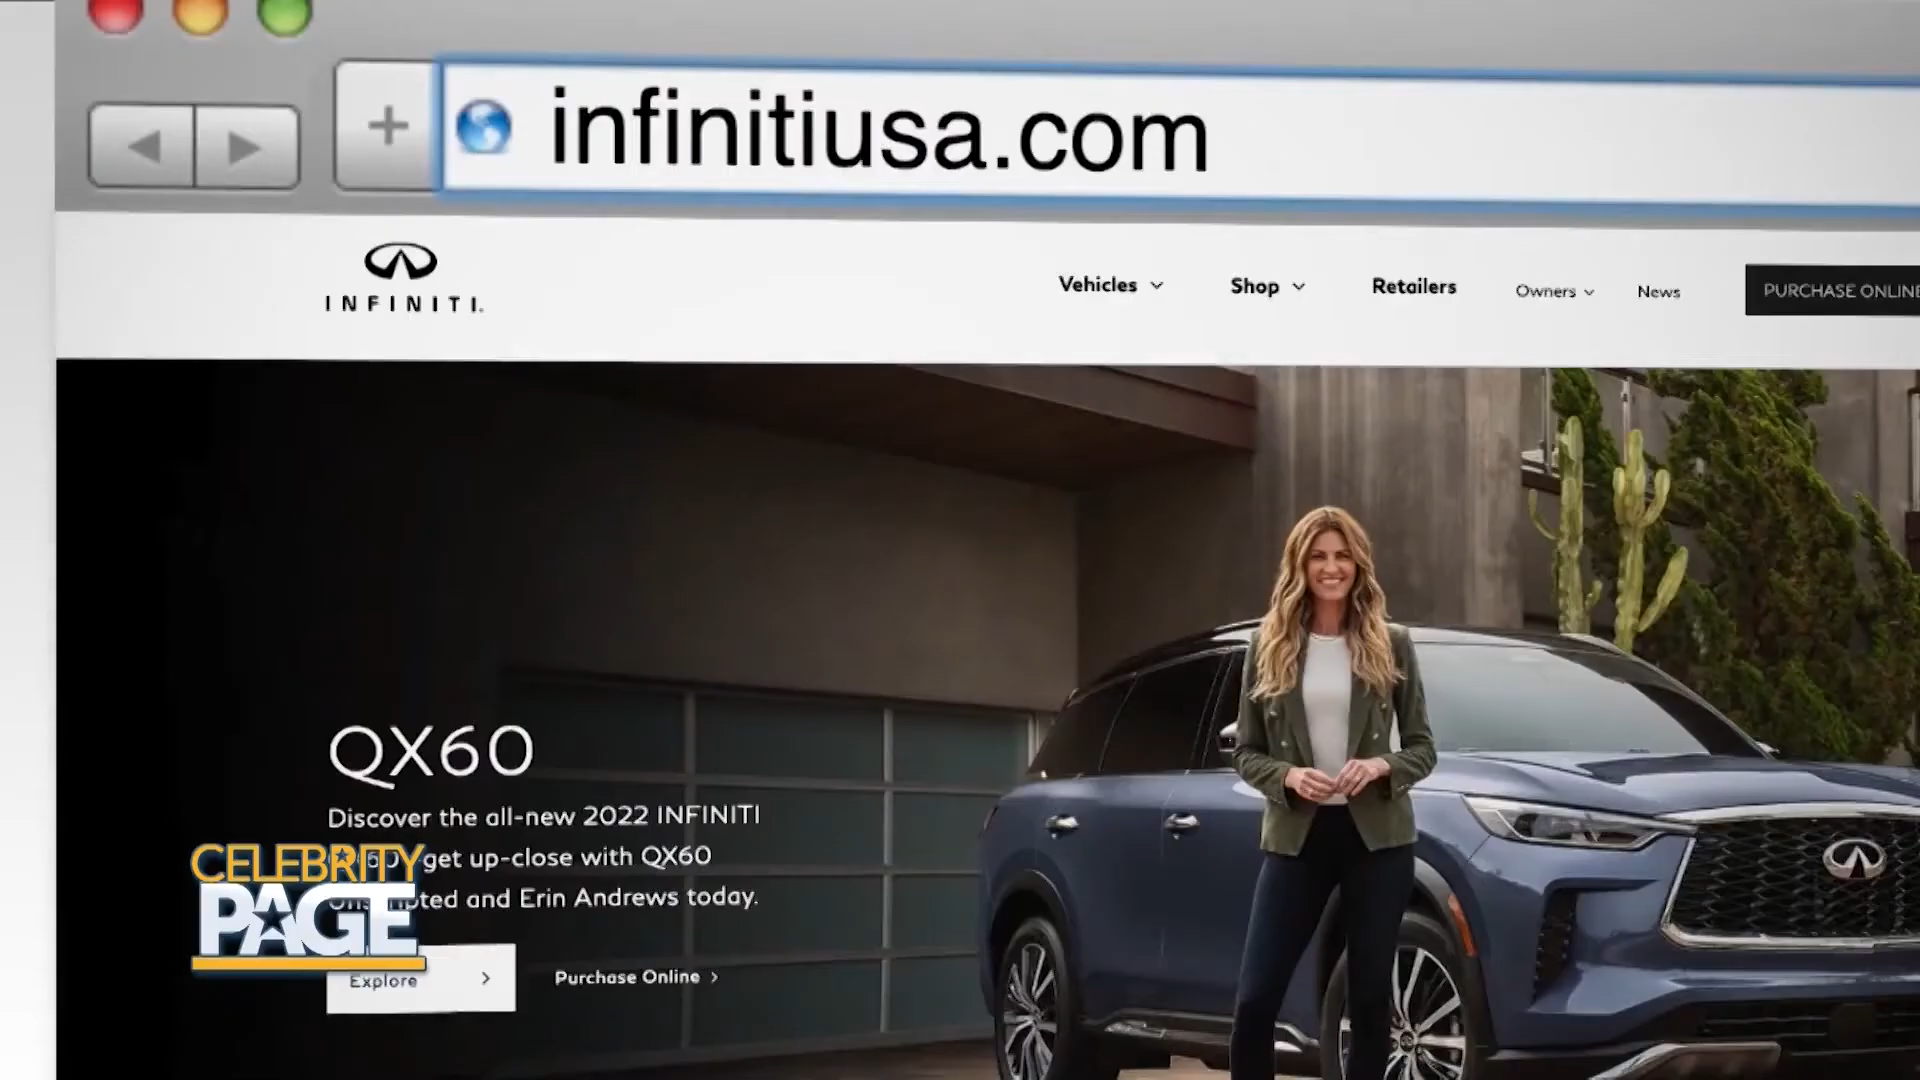 infinitiusa.com
INFINITI.
Vehicles
Shop
Retailers
Owners
News
PURCHASE ONLINE
QX60
Discover the all-new 2022 INFINITI
get up-close with QX60
and Erin Andrews today.
CELEBRITY
PAGE
Explore
Purchase Online